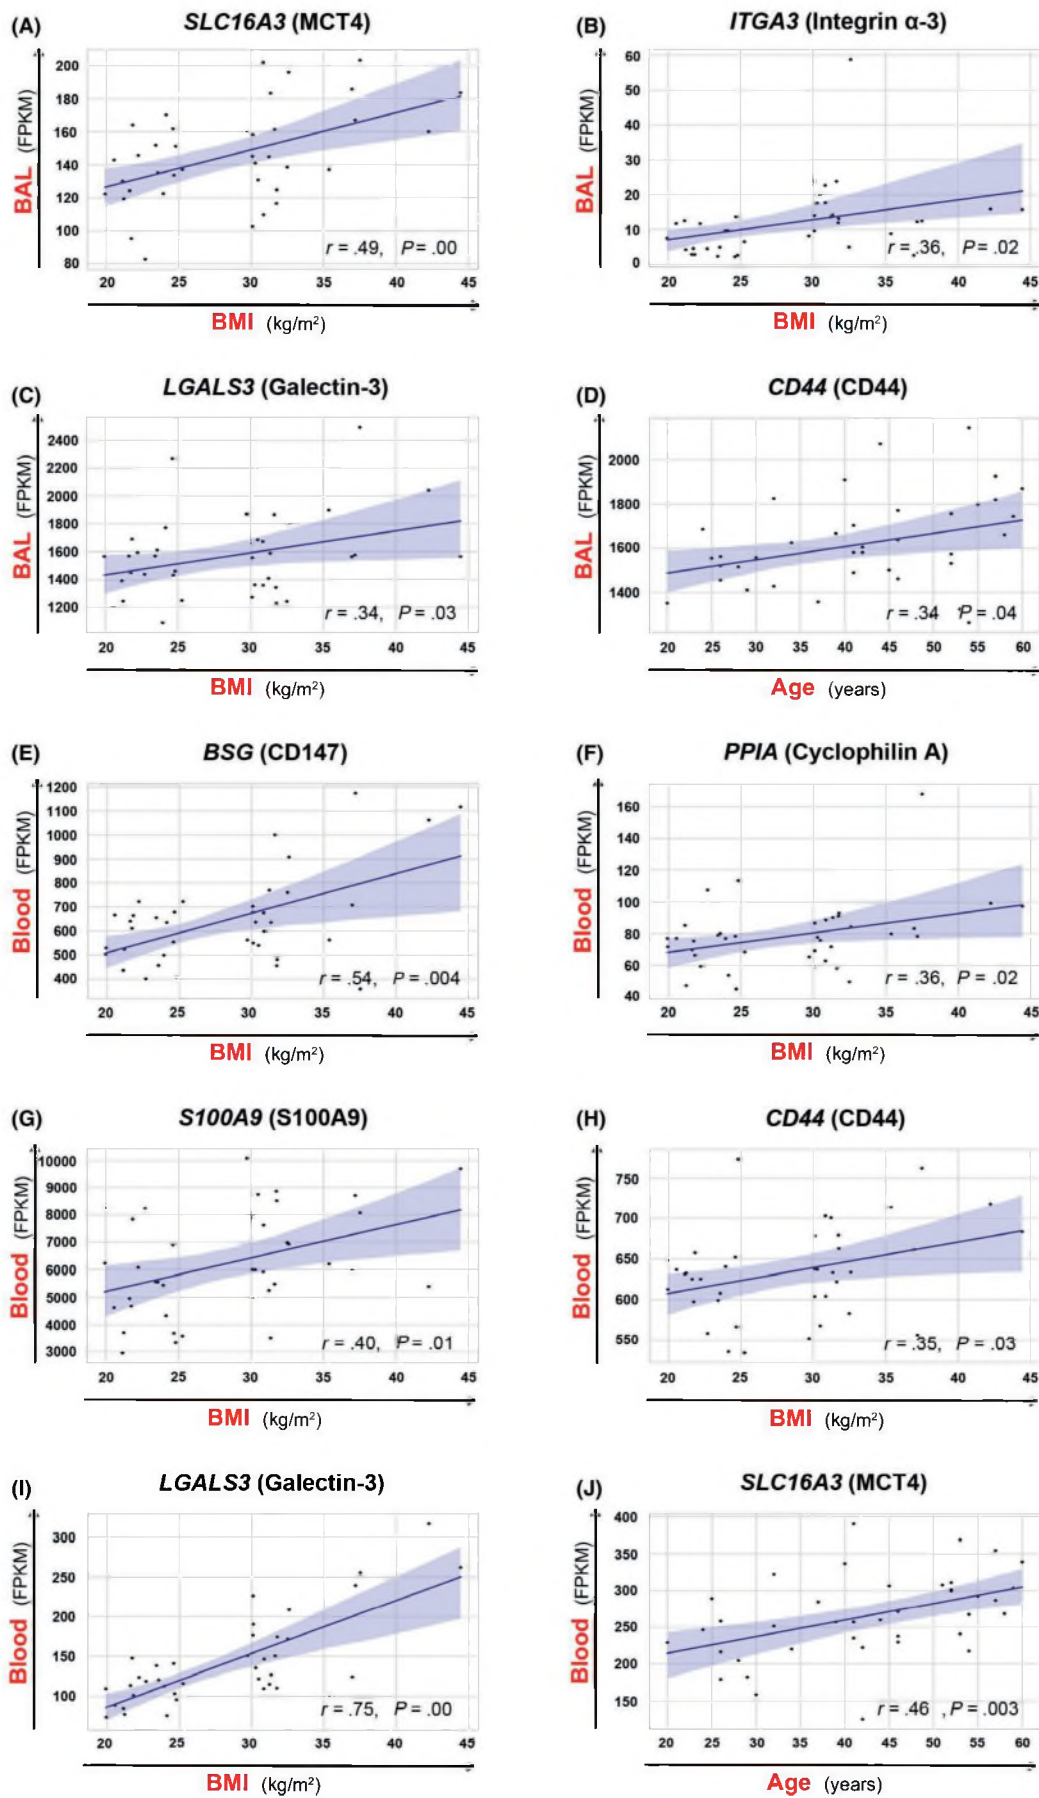 (A) SLC16A3 (MCT4)
BAL (FPKM)
200
180
160
140
120
100
80
r = .49, P = .00
20 25 30 35 40 45
BMI (kg/m²)
(B) ITGA3 (Integrin α-3)
BAL (FPKM)
60
50
40
30
20
10
0
r = .36, P = .02
20 25 30 35 40 45
BMI (kg/m²)
(C) LGALS3 (Galectin-3)
BAL (FPKM)
2400
2200
2000
1800
1600
1400
1200
r = .34, P = .03
20 25 30 35 40 45
BMI (kg/m²)
(D) CD44 (CD44)
BAL (FPKM)
2000
1800
1600
1400
r = .34 P = .04
20 25 30 35 40 45 50 55 60
Age (years)
(E) BSG (CD147)
Blood (FPKM)
1200
1100
1000
900
800
700
600
500
400
r = .54, P = .004
20 25 30 35 40 45
BMI (kg/m²)
(F) PPIA (Cyclophilin A)
Blood (FPKM)
160
140
120
100
80
60
40
r = .36, P = .02
20 25 30 35 40 45
BMI (kg/m²)
(G) S100A9 (S100A9)
Blood (FPKM)
10000
9000
8000
7000
6000
5000
4000
3000
r = .40, P = .01
20 25 30 35 40 45
BMI (kg/m²)
(H) CD44 (CD44)
Blood (FPKM)
750
700
650
600
550
r = .35, P = .03
20 25 30 35 40 45
BMI (kg/m²)
(I) LGALS3 (Galectin-3)
Blood (FPKM)
300
250
200
150
100
r = .75, P = .00
20 25 30 35 40 45
BMI (kg/m²)
(J) SLC16A3 (MCT4)
Blood (FPKM)
400
350
300
250
200
150
r = .46 , P = .003
20 25 30 35 40 45 50 55 60
Age (years)